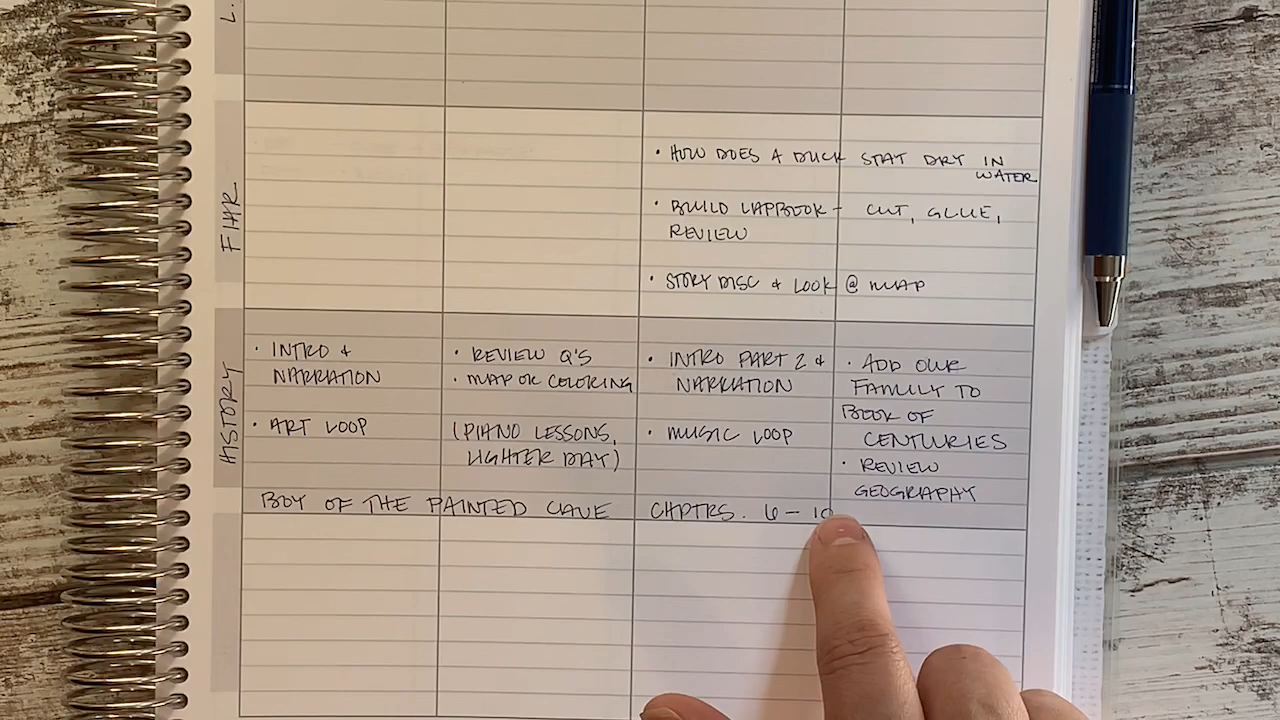 L.
FIHR
• HOW DOES A DUCK STAT DRY IN
WATER
• BUILD LAPBOOK - CUT, GLUE,
REVIEW
• STORY DISC + LOOK @ MAP
HISTORY
• INTRO +
NARRATION
• ART LOOP
• REVIEW Q'S
• MAP OR COLORING
(PIANO LESSONS,
LIGHTER DAY)
• INTRO PART 2 +
NARRATION
• MUSIC LOOP
• ADD OUR
FAMILY TO
BOOK OF
CENTURIES
• REVIEW
GEOGRAPHY
BOY OF THE PAINTED CAVE CHPTRS. 6 - 10